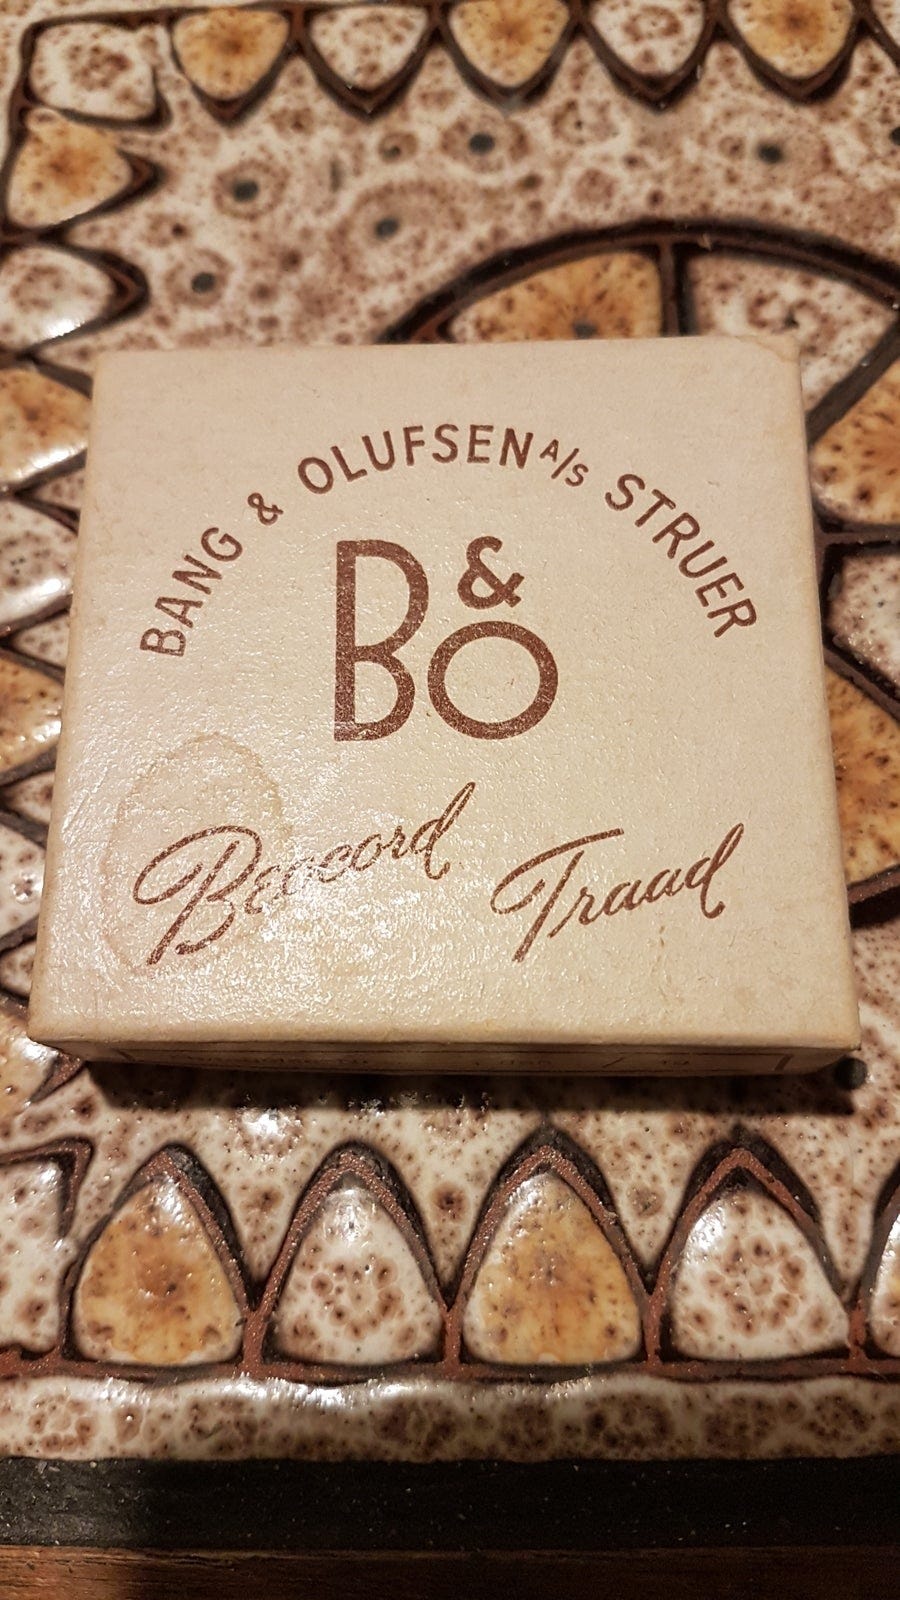 BANG & OLUFSEN A/S STRUER
B&O
Beocord Traad